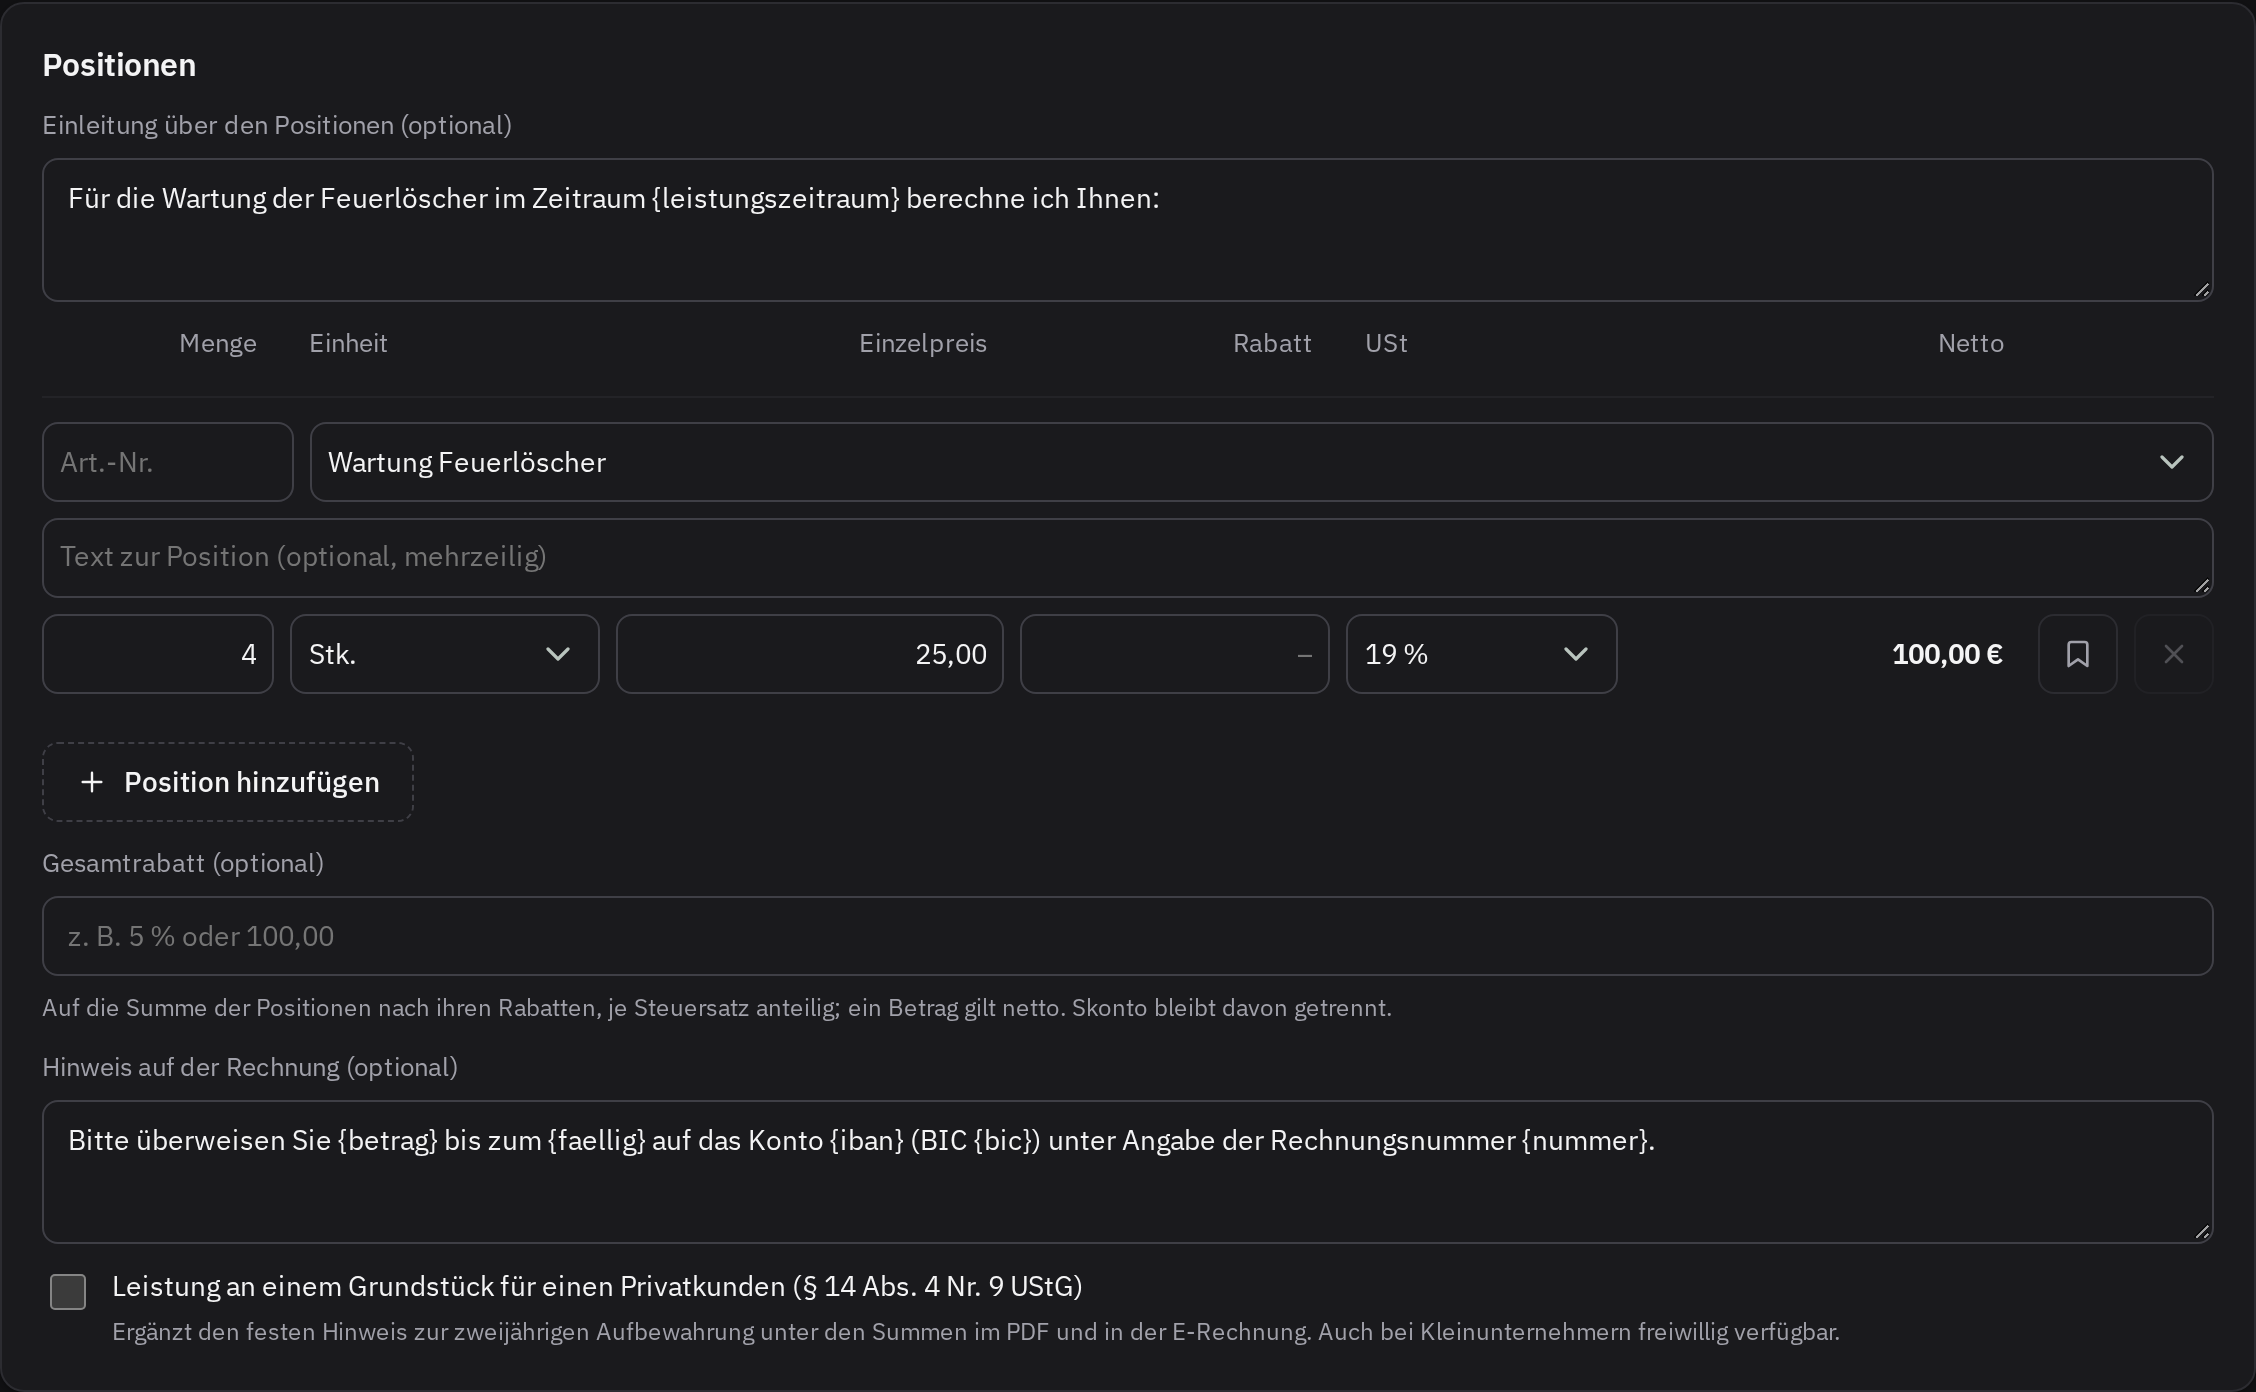 Positionen
Einleitung über den Positionen (optional)
Für die Wartung der Feuerlöscher im Zeitraum {leistungszeitraum} berechne ich Ihnen:
Menge Einheit Einzelpreis Rabatt USt Netto
Art.-Nr. Wartung Feuerlöscher
Text zur Position (optional, mehrzeilig)
4 Stk. 25,00 – 19 % 100,00 €
Position hinzufügen
Gesamtrabatt (optional)
z. B. 5 % oder 100,00
Auf die Summe der Positionen nach ihren Rabatten, je Steuersatz anteilig; ein Betrag gilt netto. Skonto bleibt davon getrennt.
Hinweis auf der Rechnung (optional)
Bitte überweisen Sie {betrag} bis zum {faellig} auf das Konto {iban} (BIC {bic}) unter Angabe der Rechnungsnummer {nummer}.
Leistung an einem Grundstück für einen Privatkunden (§ 14 Abs. 4 Nr. 9 UStG)
Ergänzt den festen Hinweis zur zweijährigen Aufbewahrung unter den Summen im PDF und in der E-Rechnung. Auch bei Kleinunternehmern freiwillig verfügbar.